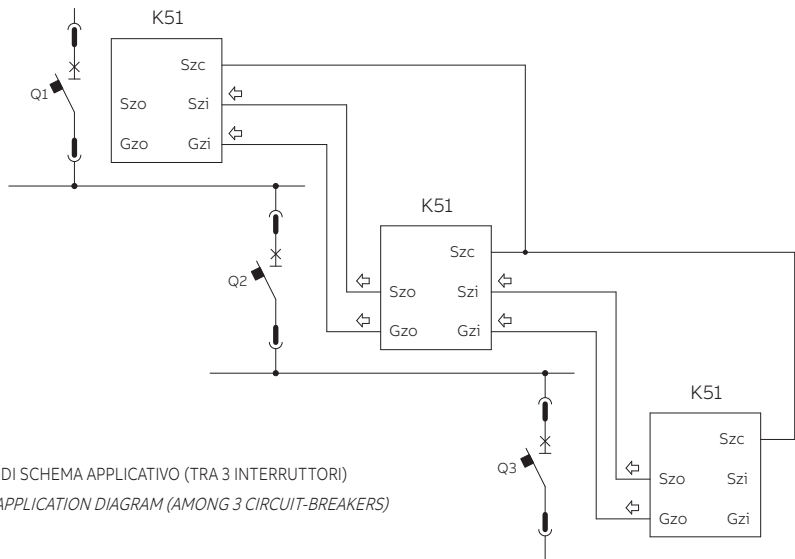 K51
Szc
Q1
Szo Szi
Gzo Gzi
K51
Szc
Q2
Szo Szi
Gzo Gzi
K51
Szc
Q3
Szo Szi
Gzo Gzi
DI SCHEMA APPLICATIVO (TRA 3 INTERRUTTORI)
APPLICATION DIAGRAM (AMONG 3 CIRCUIT-BREAKERS)